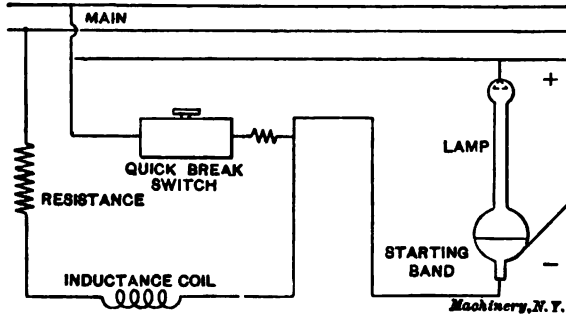 MAIN
+
LAMP
QUICK BREAK
SWITCH
RESISTANCE
STARTING
BAND
−
INDUCTANCE COIL
Machinery, N.Y.